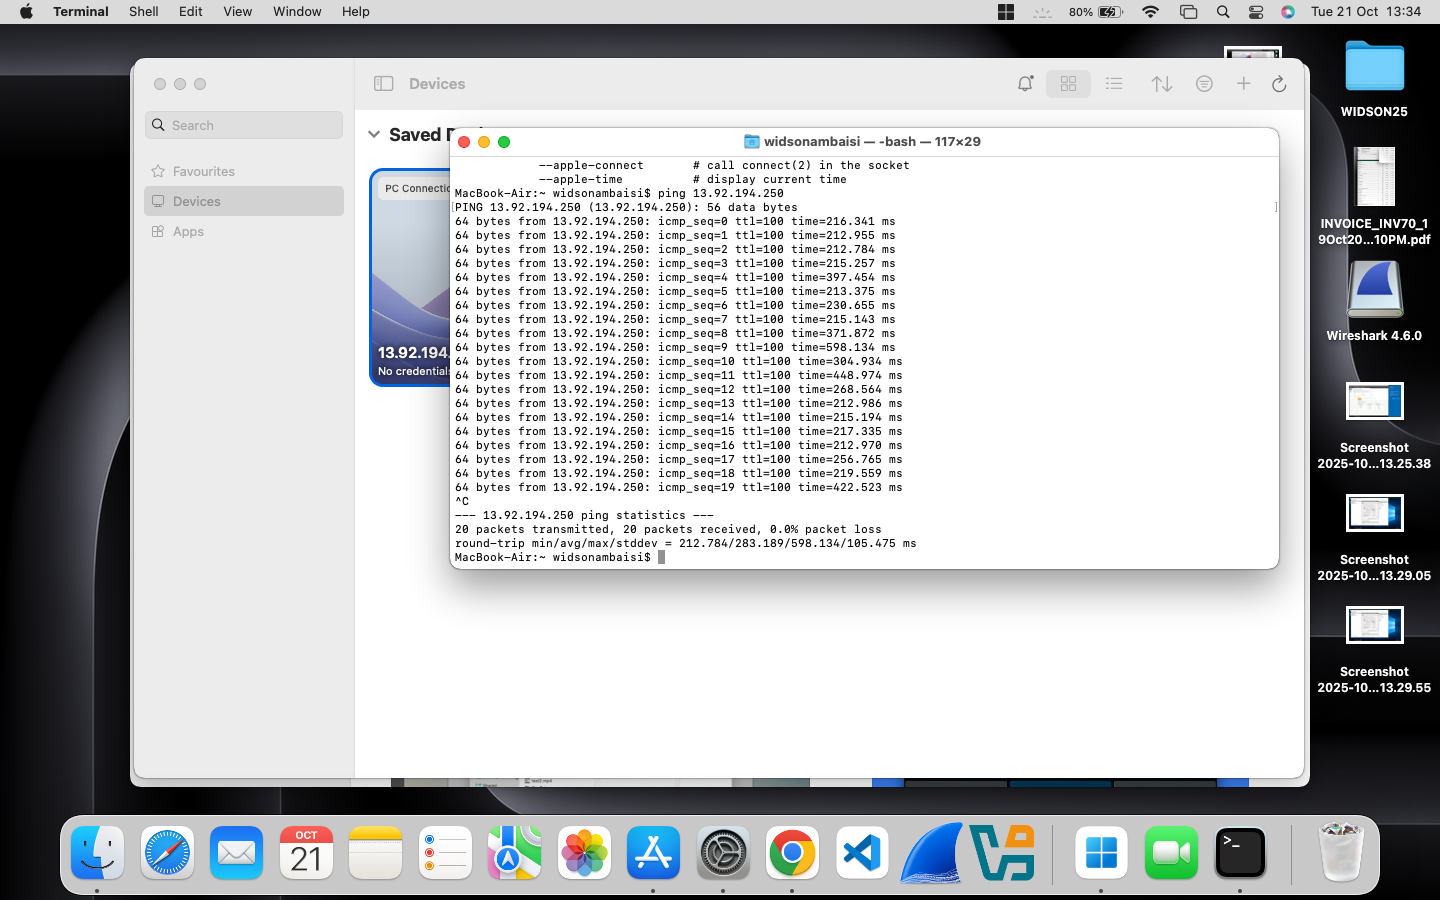 Terminal Shell Edit View Window Help
80% Tue 21 Oct 13:34
Devices
Search
Favourites
Devices
Apps
Saved D
PC Connectio
13.92.194.
No credential
widsonambaisi — -bash — 117×29
--apple-connect # call connect(2) in the socket
--apple-time # display current time
MacBook-Air:~ widsonambaisi$ ping 13.92.194.250
PING 13.92.194.250 (13.92.194.250): 56 data bytes
64 bytes from 13.92.194.250: icmp_seq=0 ttl=100 time=216.341 ms
64 bytes from 13.92.194.250: icmp_seq=1 ttl=100 time=212.955 ms
64 bytes from 13.92.194.250: icmp_seq=2 ttl=100 time=212.784 ms
64 bytes from 13.92.194.250: icmp_seq=3 ttl=100 time=215.257 ms
64 bytes from 13.92.194.250: icmp_seq=4 ttl=100 time=397.454 ms
64 bytes from 13.92.194.250: icmp_seq=5 ttl=100 time=213.375 ms
64 bytes from 13.92.194.250: icmp_seq=6 ttl=100 time=230.655 ms
64 bytes from 13.92.194.250: icmp_seq=7 ttl=100 time=215.143 ms
64 bytes from 13.92.194.250: icmp_seq=8 ttl=100 time=371.872 ms
64 bytes from 13.92.194.250: icmp_seq=9 ttl=100 time=598.134 ms
64 bytes from 13.92.194.250: icmp_seq=10 ttl=100 time=304.934 ms
64 bytes from 13.92.194.250: icmp_seq=11 ttl=100 time=448.974 ms
64 bytes from 13.92.194.250: icmp_seq=12 ttl=100 time=268.564 ms
64 bytes from 13.92.194.250: icmp_seq=13 ttl=100 time=212.986 ms
64 bytes from 13.92.194.250: icmp_seq=14 ttl=100 time=215.194 ms
64 bytes from 13.92.194.250: icmp_seq=15 ttl=100 time=217.335 ms
64 bytes from 13.92.194.250: icmp_seq=16 ttl=100 time=212.970 ms
64 bytes from 13.92.194.250: icmp_seq=17 ttl=100 time=256.765 ms
64 bytes from 13.92.194.250: icmp_seq=18 ttl=100 time=219.559 ms
64 bytes from 13.92.194.250: icmp_seq=19 ttl=100 time=422.523 ms
^C
--- 13.92.194.250 ping statistics ---
20 packets transmitted, 20 packets received, 0.0% packet loss
round-trip min/avg/max/stddev = 212.784/283.189/598.134/105.475 ms
MacBook-Air:~ widsonambaisi$
WIDSON25
INVOICE_INV70_1
9Oct20...10PM.pdf
Wireshark 4.6.0
Screenshot
2025-10...13.25.38
Screenshot
2025-10...13.29.05
Screenshot
2025-10...13.29.55
OCT
21